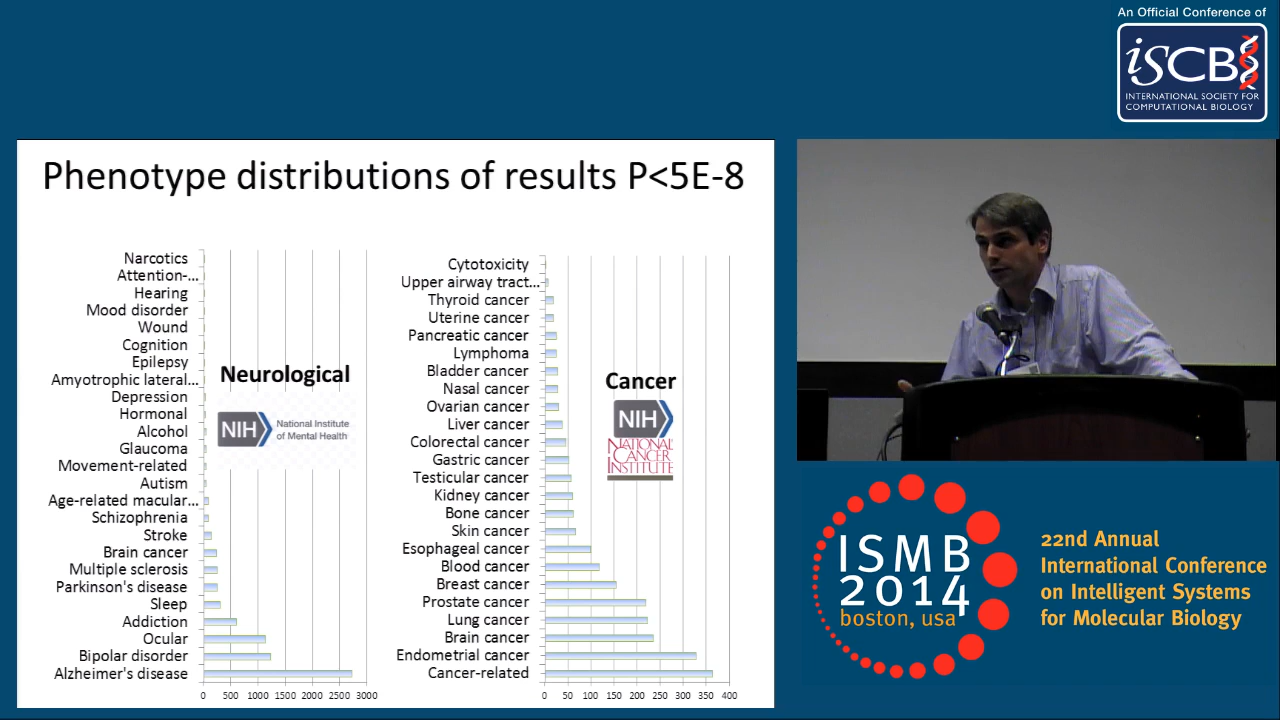 An Official Conference of
iSCB
INTERNATIONAL SOCIETY FOR
COMPUTATIONAL BIOLOGY
Phenotype distributions of results P<5E-8
Narcotics
Attention-...
Hearing
Mood disorder
Wound
Cognition
Epilepsy
Amyotrophic lateral...
Depression
Hormonal
Alcohol
Glaucoma
Movement-related
Autism
Age-related macular...
Schizophrenia
Stroke
Brain cancer
Multiple sclerosis
Parkinson's disease
Sleep
Addiction
Ocular
Bipolar disorder
Alzheimer's disease
0 500 1000 1500 2000 2500 3000
Neurological
NIH
National Institute
of Mental Health
Cytotoxicity
Upper airway tract...
Thyroid cancer
Uterine cancer
Pancreatic cancer
Lymphoma
Bladder cancer
Nasal cancer
Ovarian cancer
Liver cancer
Colorectal cancer
Gastric cancer
Testicular cancer
Kidney cancer
Bone cancer
Skin cancer
Esophageal cancer
Blood cancer
Breast cancer
Prostate cancer
Lung cancer
Brain cancer
Endometrial cancer
Cancer-related
0 50 100 150 200 250 300 350 400
Cancer
NIH
NATIONAL
CANCER
INSTITUTE
ISMB
2014
boston, usa
22nd Annual
International Conference
on Intelligent Systems
for Molecular Biology